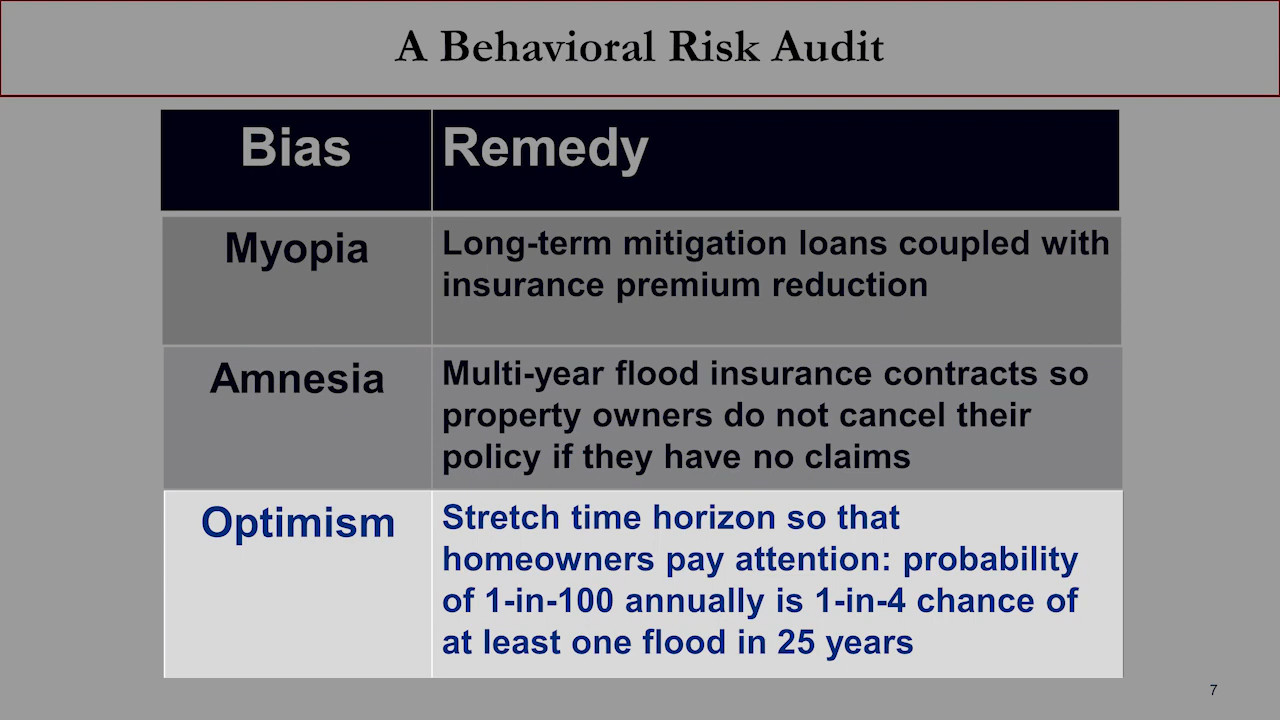 A Behavioral Risk Audit
Bias
Remedy
Myopia
Long-term mitigation loans coupled with
insurance premium reduction
Amnesia
Multi-year flood insurance contracts so
property owners do not cancel their
policy if they have no claims
Optimism
Stretch time horizon so that
homeowners pay attention: probability
of 1-in-100 annually is 1-in-4 chance of
at least one flood in 25 years
7